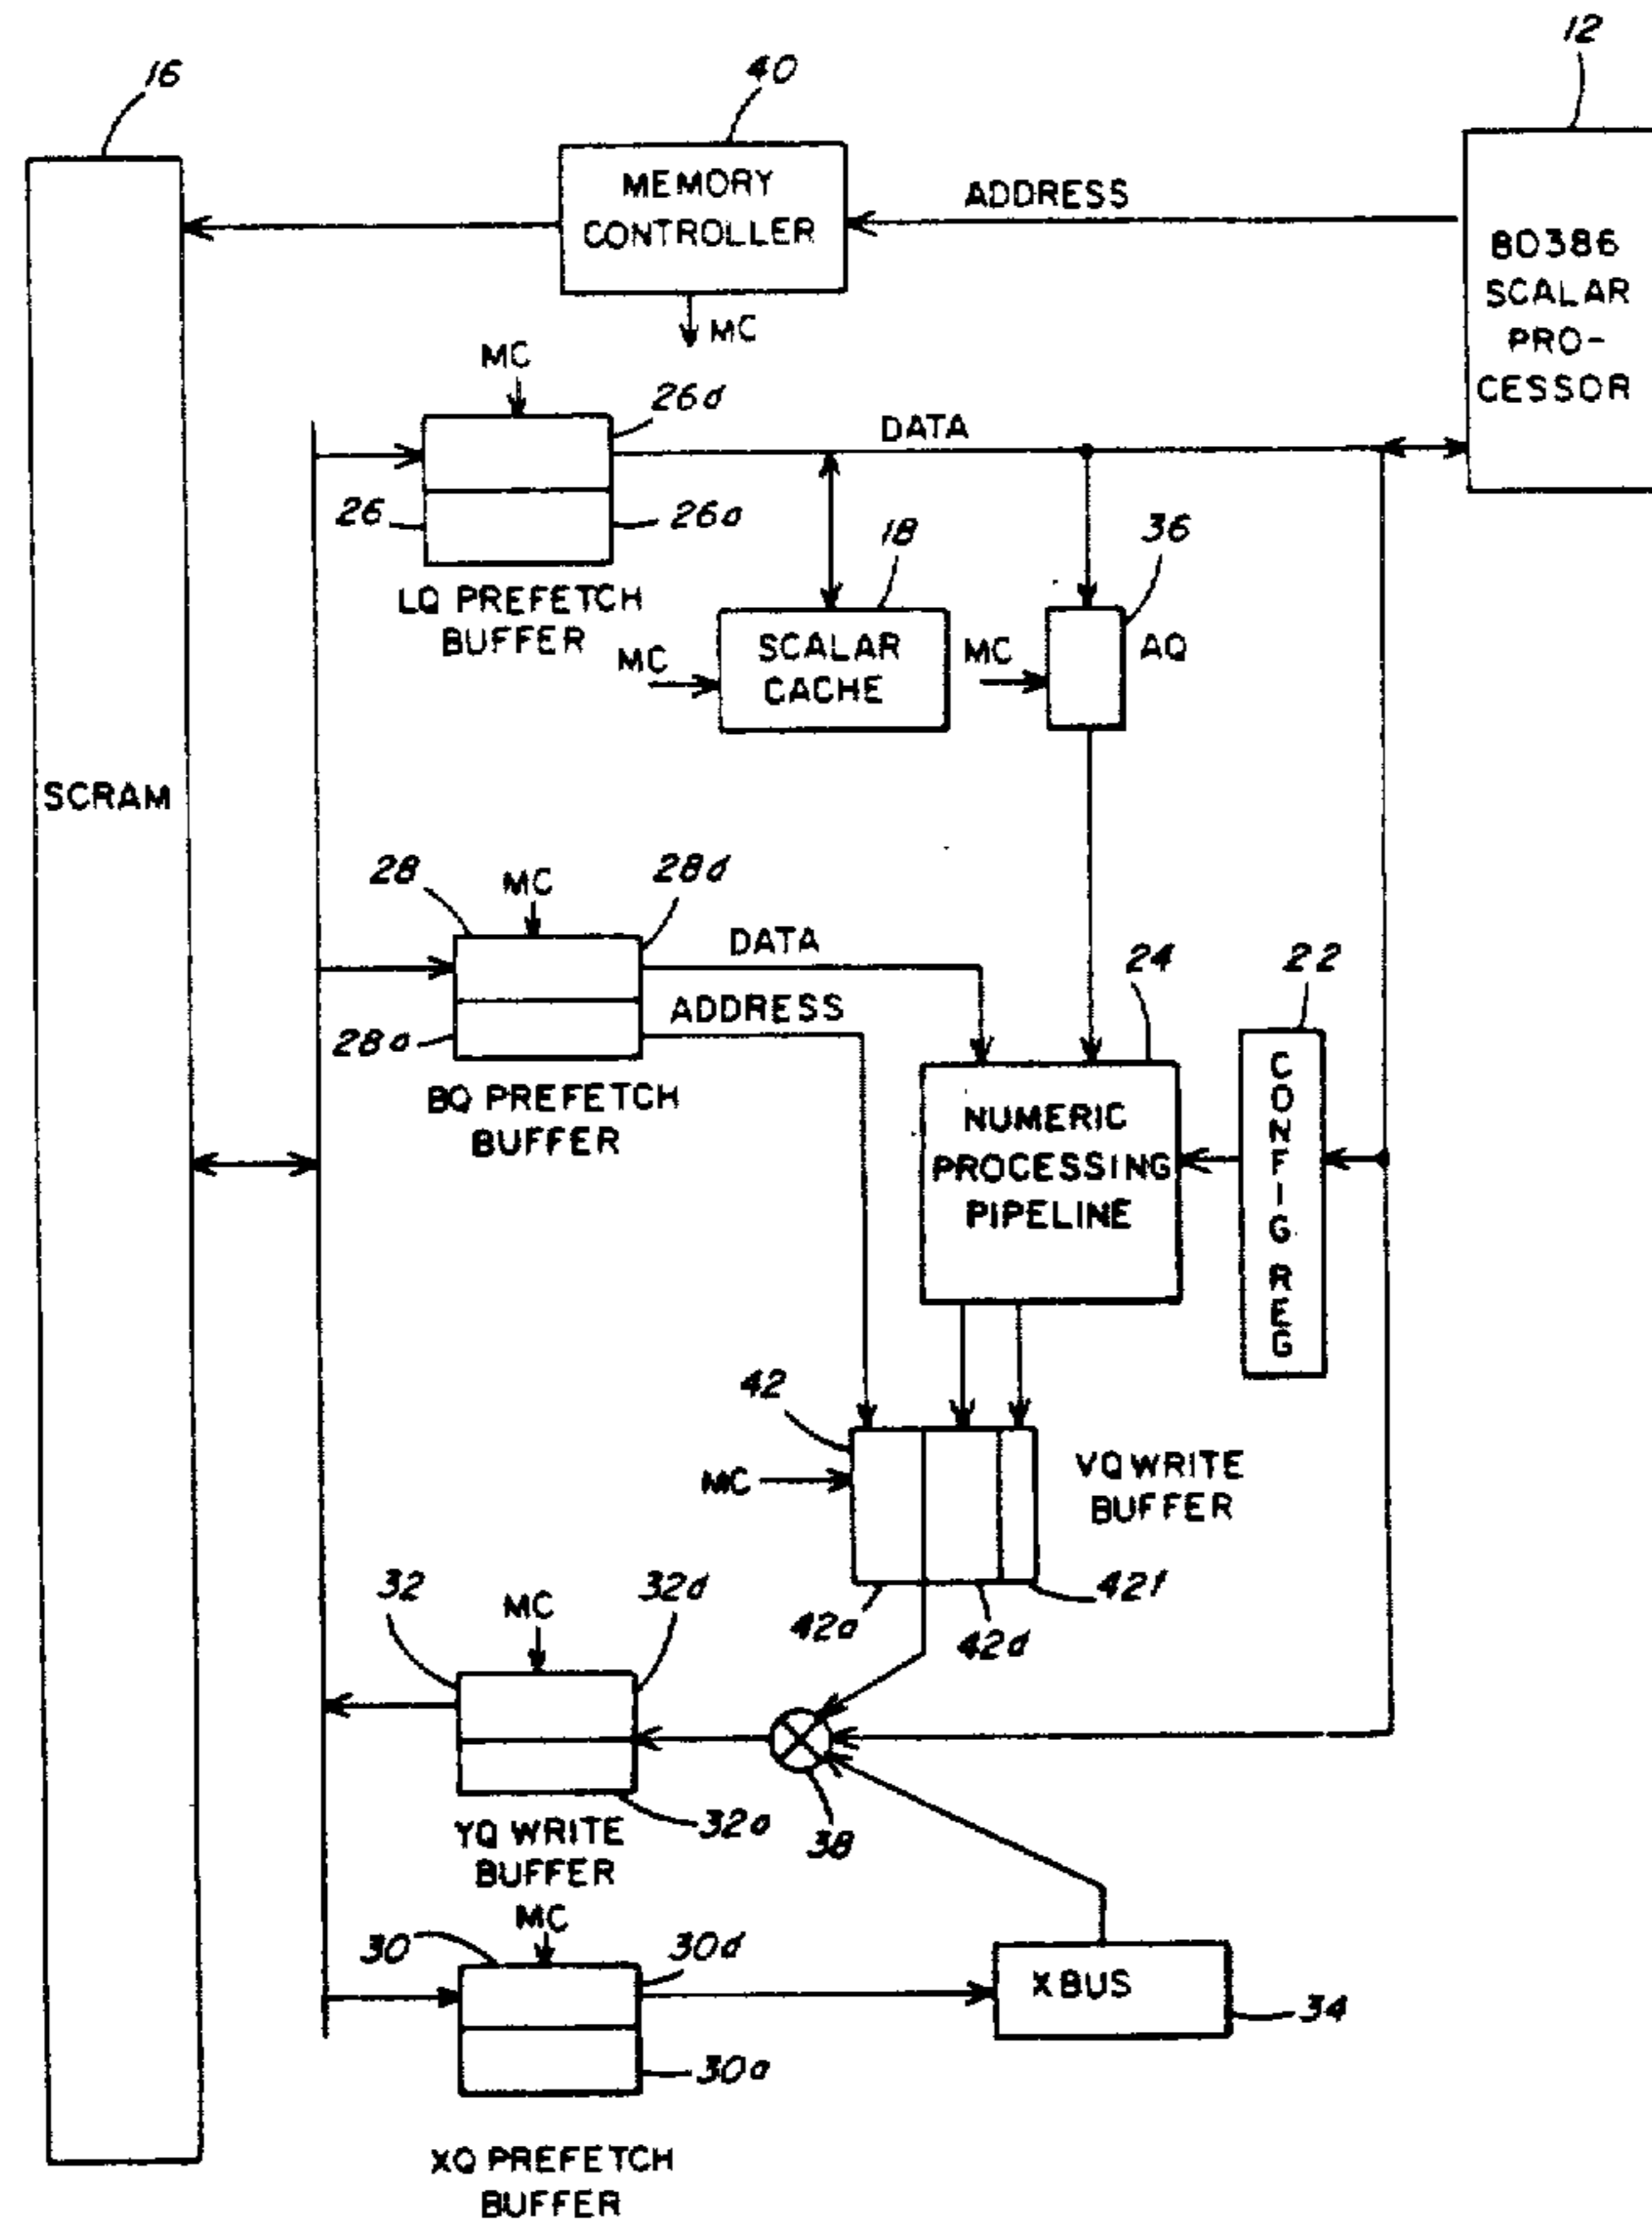 16
40
12
MEMORY
CONTROLLER
ADDRESS
80386
SCALAR
PRO-
CESSOR
MC
MC
26d
DATA
26
26a
18
36
LQ PREFETCH
BUFFER
MC
SCALAR
CACHE
MC
AQ
SCRAM
28
MC
28d
DATA
24
22
28a
ADDRESS
BQ PREFETCH
BUFFER
NUMERIC
PROCESSING
PIPELINE
CONFIG REG
42
MC
VQ WRITE
BUFFER
32
MC
32d
42a
42d
42f
YQ WRITE
BUFFER
32a
38
MC
30
30d
XBUS
34
30a
XQ PREFETCH
BUFFER